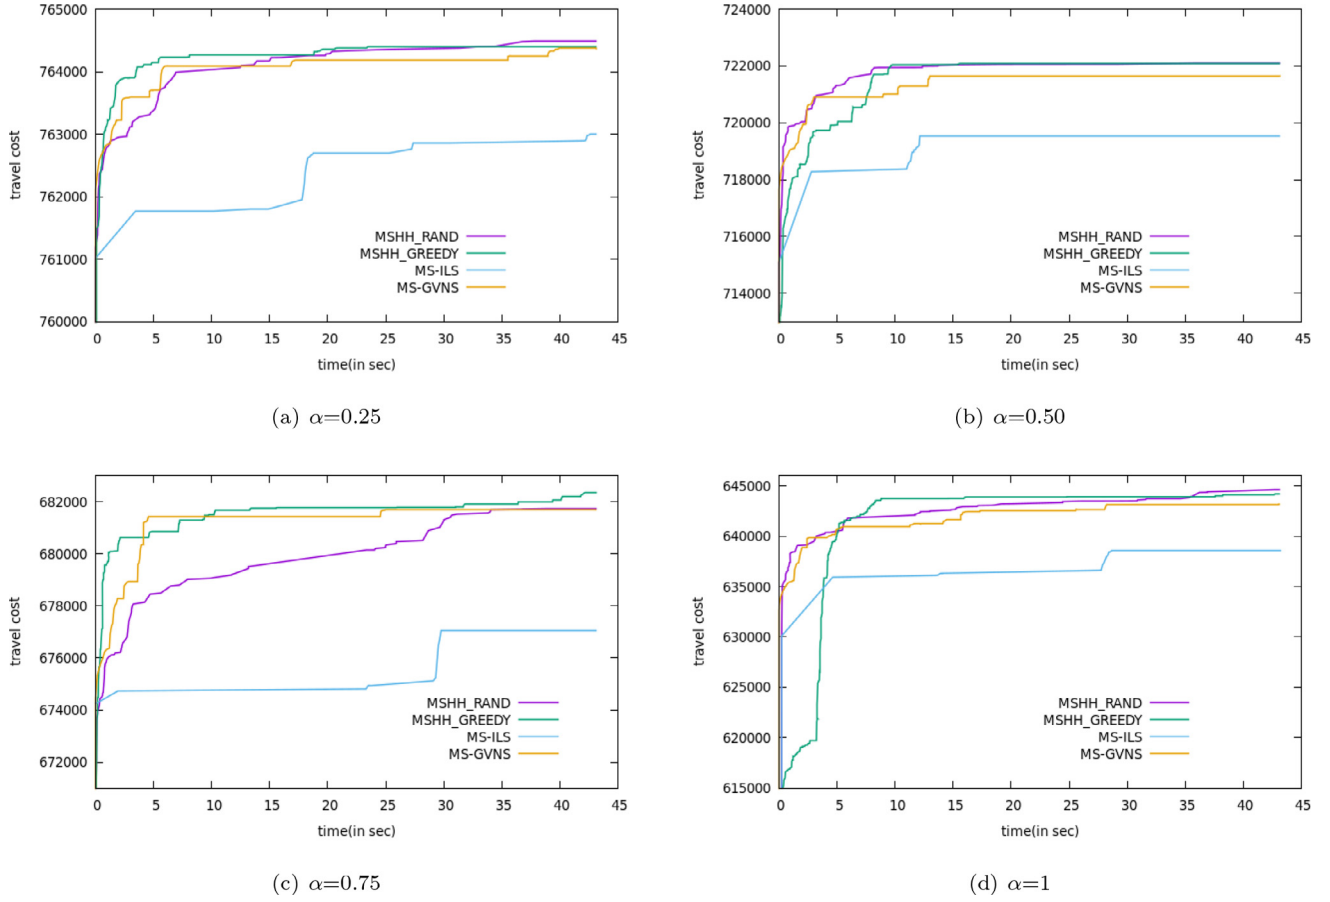 765000
764000
763000
762000
761000
760000
travel cost
MSHH_RAND
MSHH_GREEDY
MS-ILS
MS-GVNS
0 5 10 15 20 25 30 35 40 45
time(in sec)
(a) α=0.25
724000
722000
720000
718000
716000
714000
travel cost
MSHH_RAND
MSHH_GREEDY
MS-ILS
MS-GVNS
0 5 10 15 20 25 30 35 40 45
time(in sec)
(b) α=0.50
682000
680000
678000
676000
674000
672000
travel cost
MSHH_RAND
MSHH_GREEDY
MS-ILS
MS-GVNS
0 5 10 15 20 25 30 35 40 45
time(in sec)
(c) α=0.75
645000
640000
635000
630000
625000
620000
615000
travel cost
MSHH_RAND
MSHH_GREEDY
MS-ILS
MS-GVNS
0 5 10 15 20 25 30 35 40 45
time(in sec)
(d) α=1